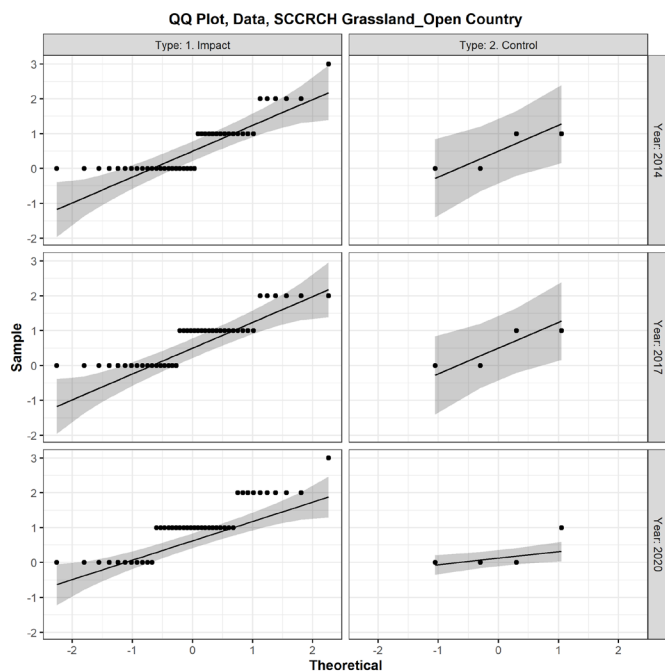 QQ Plot, Data, SCCRCH Grassland_Open Country
Type: 1. Impact
Type: 2. Control
3
2
1
0
-1
-2
Year: 2014
3
2
1
0
-1
-2
Year: 2017
Sample
3
2
1
0
-1
-2
Year: 2020
-2 -1 0 1 2
-2 -1 0 1 2
Theoretical